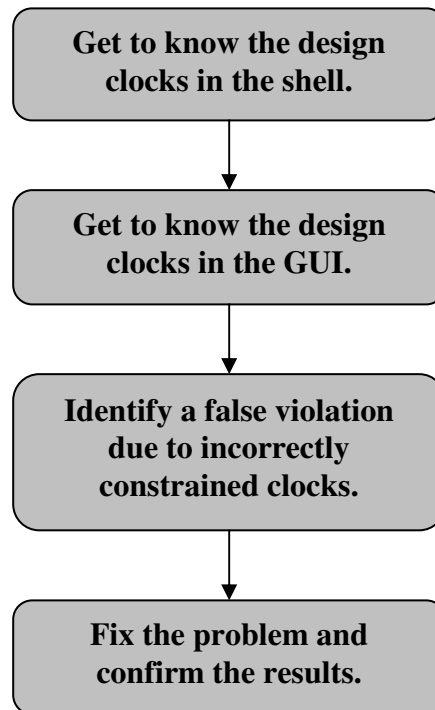 Get to know the design
clocks in the shell.
Get to know the design
clocks in the GUI.
Identify a false violation
due to incorrectly
constrained clocks.
Fix the problem and
confirm the results.